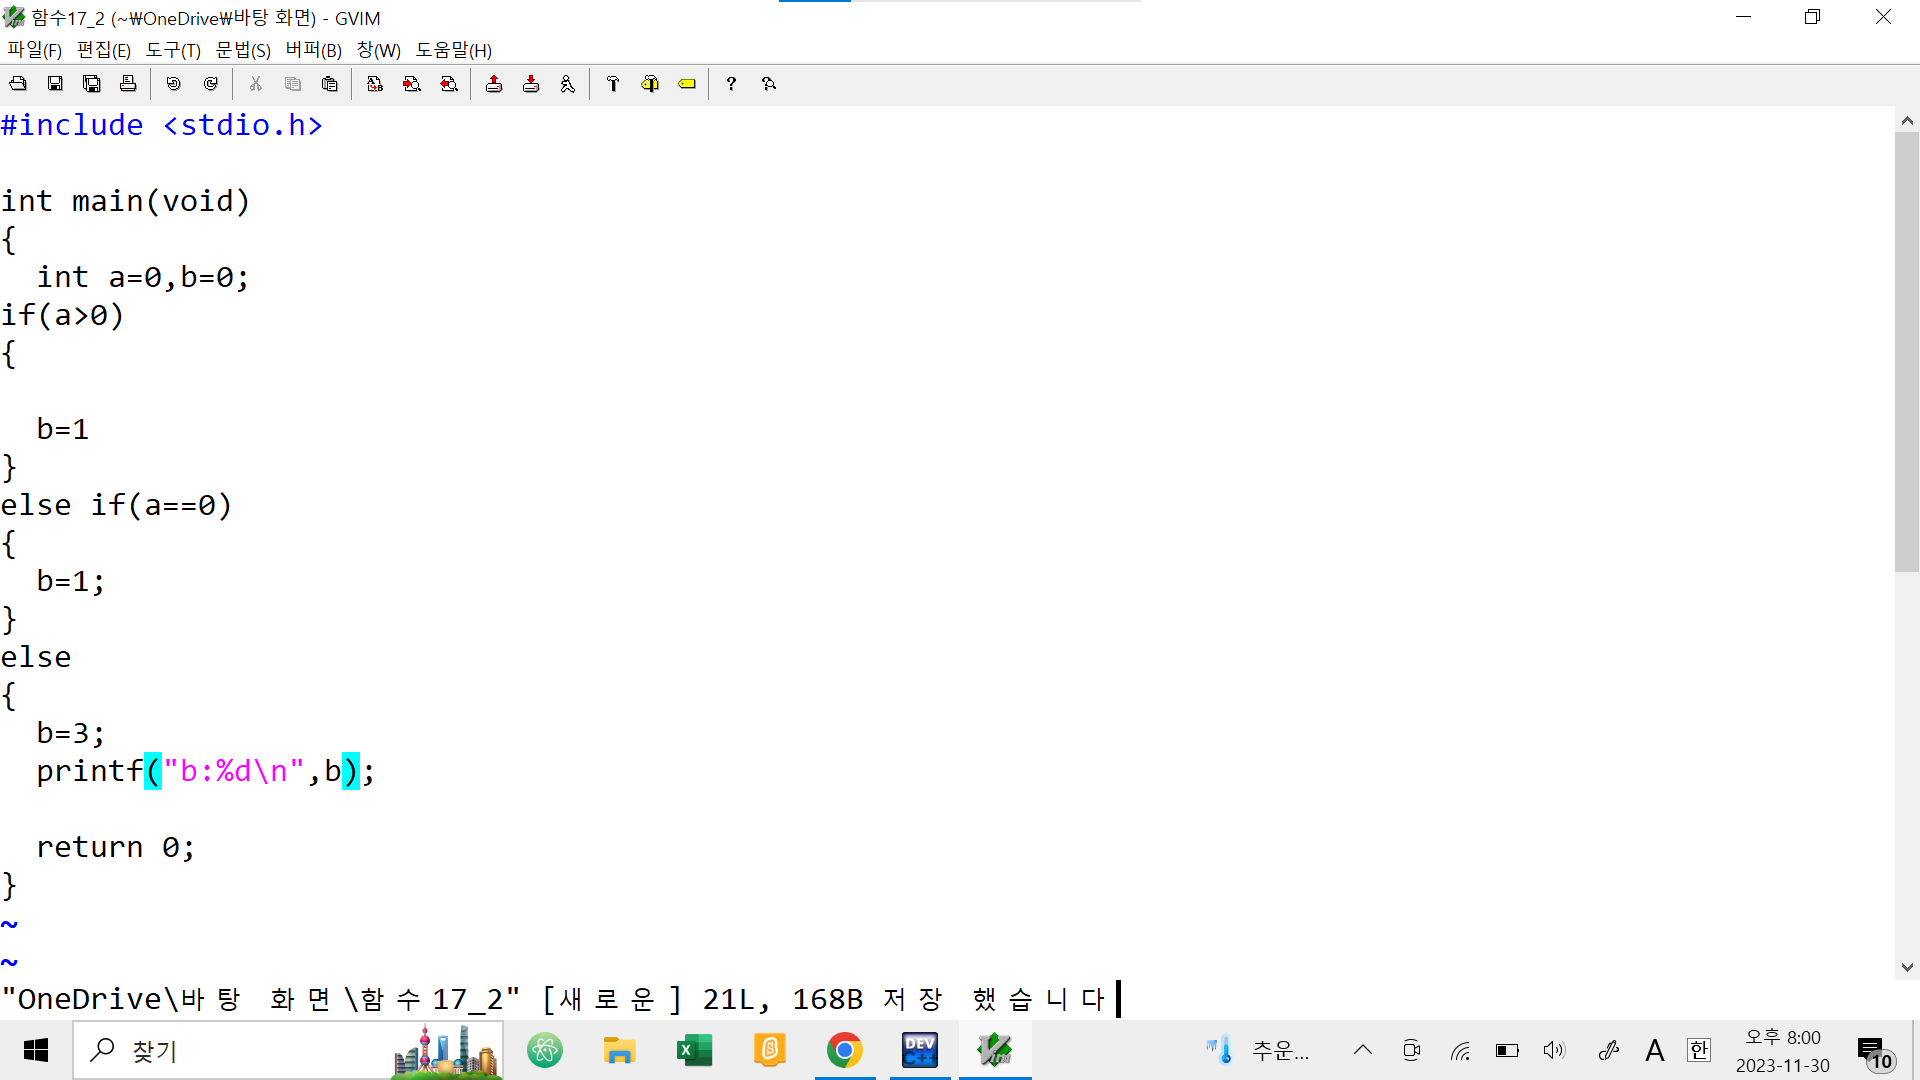 함수17_2 (~₩OneDrive₩바탕 화면) - GVIM
파일(F) 편집(E) 도구(T) 문법(S) 버퍼(B) 창(W) 도움말(H)
#include <stdio.h>
int main(void)
{
int a=0,b=0;
if(a>0)
{
b=1
}
else if(a==0)
{
b=1;
}
else
{
b=3;
printf("b:%d\n",b);
return 0;
}
~
~
"OneDrive\바탕 화면\함수17_2" [새로운] 21L, 168B 저장 했습니다
찾기
DEV C++
추운...
A
한
오후 8:00
2023-11-30
10